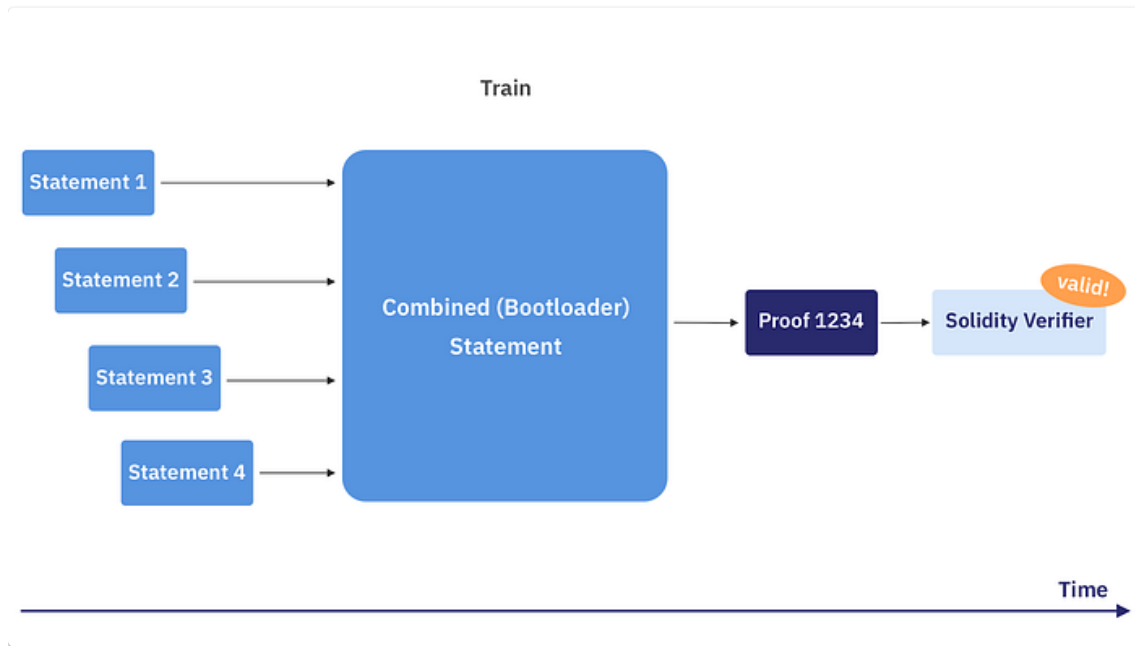 Train
Statement 1
Statement 2
Statement 3
Statement 4
Combined (Bootloader)
Statement
Proof 1234
Solidity Verifier
valid!
Time